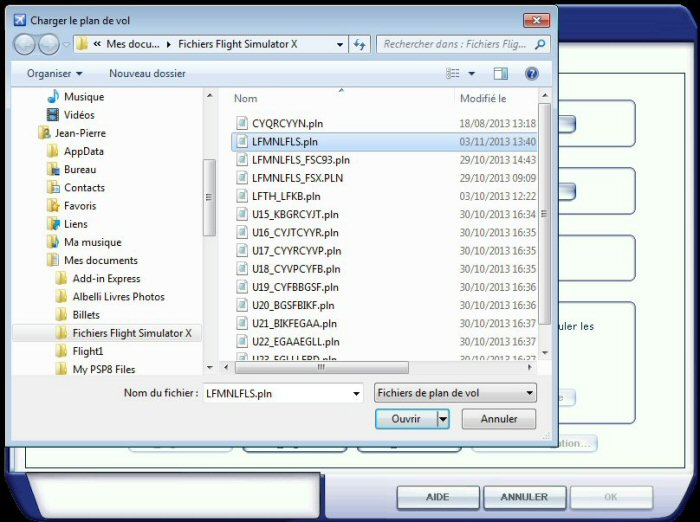 Charger le plan de vol
« Mes docu... ▸ Fichiers Flight Simulator X
Rechercher dans : Fichiers Flig...
Organiser
Nouveau dossier
Musique
Vidéos
Jean-Pierre
AppData
Bureau
Contacts
Favoris
Liens
Ma musique
Mes documents
Add-in Express
Albelli Livres Photos
Billets
Fichiers Flight Simulator X
Flight1
My PSP8 Files
Nom Modifié le
CYQRCYYN.pln 18/08/2013 13:18
LFMNLFLS.pln 03/11/2013 13:40
LFMNLFLS_FSC93.pln 29/10/2013 14:43
LFMNLFLS_FSX.PLN 29/10/2013 09:09
LFTH_LFKB.pln 03/10/2013 12:22
U15_KBGRCYJT.pln 30/10/2013 16:34
U16_CYJTCYYR.pln 30/10/2013 16:35
U17_CYYRCYVP.pln 30/10/2013 16:35
U18_CYVPCYFB.pln 30/10/2013 16:35
U19_CYFBBGSF.pln 30/10/2013 16:36
U20_BGSFBIKF.pln 30/10/2013 16:36
U21_BIKFEGAA.pln 30/10/2013 16:37
U22_EGAAEGLL.pln 30/10/2013 16:37
Nom du fichier : LFMNLFLS.pln
Fichiers de plan de vol
Ouvrir
Annuler
uler les
ation...
AIDE
ANNULER
OK